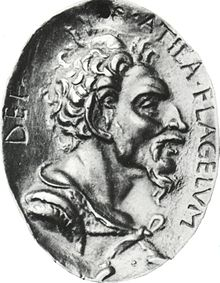 ATILA · FLAGELVM DEI